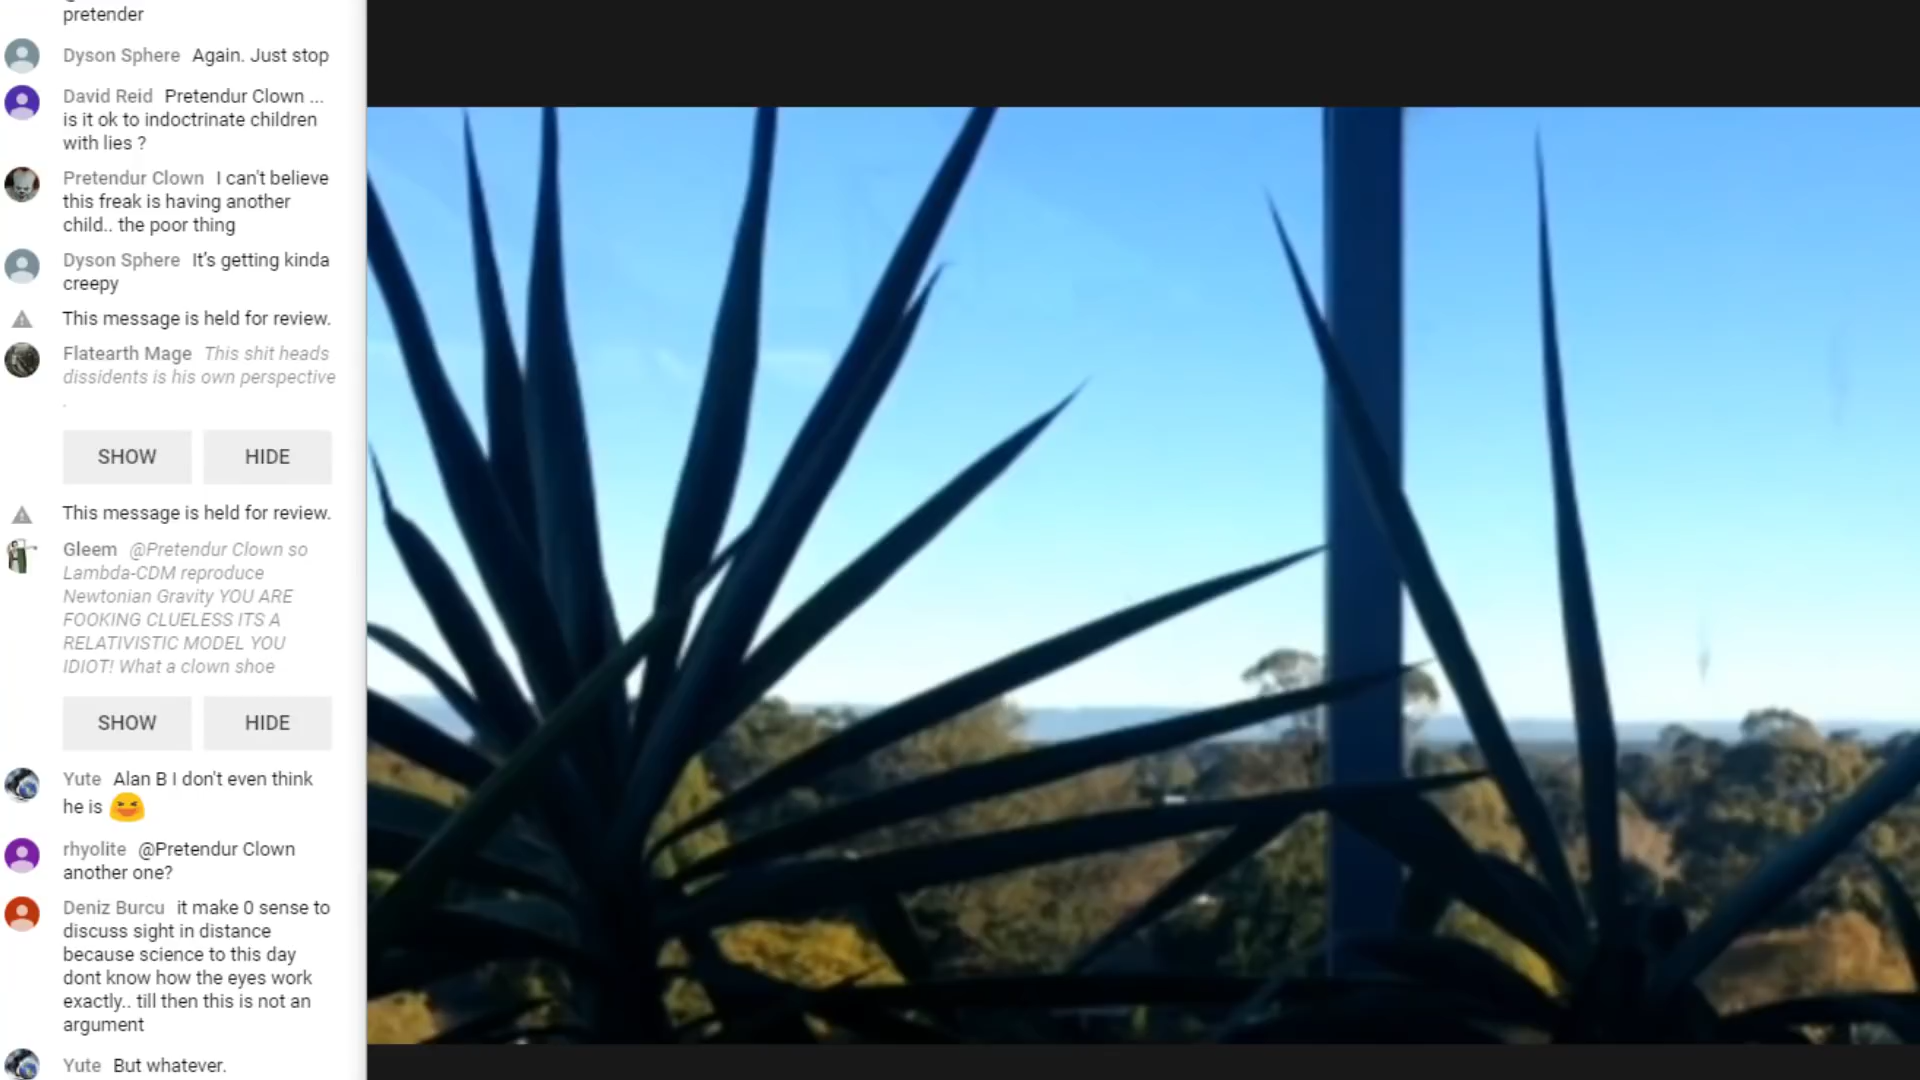 pretender
Dyson Sphere Again. Just stop
David Reid Pretendur Clown ...
is it ok to indoctrinate children
with lies ?
Pretendur Clown I can't believe
this freak is having another
child.. the poor thing
Dyson Sphere It's getting kinda
creepy
This message is held for review.
Flatearth Mage This shit heads
dissidents is his own perspective
.
SHOW HIDE
This message is held for review.
Gleem @Pretendur Clown so
Lambda-CDM reproduce
Newtonian Gravity YOU ARE
FOOKING CLUELESS ITS A
RELATIVISTIC MODEL YOU
IDIOT! What a clown shoe
SHOW HIDE
Yute Alan B I don't even think
he is 😆
rhyolite @Pretendur Clown
another one?
Deniz Burcu it make 0 sense to
discuss sight in distance
because science to this day
dont know how the eyes work
exactly.. till then this is not an
argument
Yute But whatever.